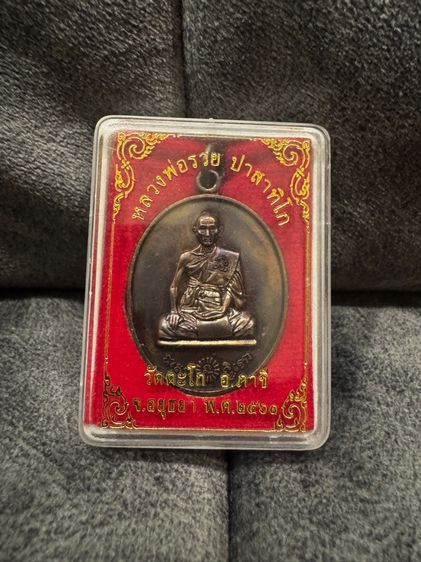 หลวงพ่อรวย ปาสาทิโก
วัดตะโก อ.ภาชี
จ.อยุธยา พ.ศ.๒๕๖๑